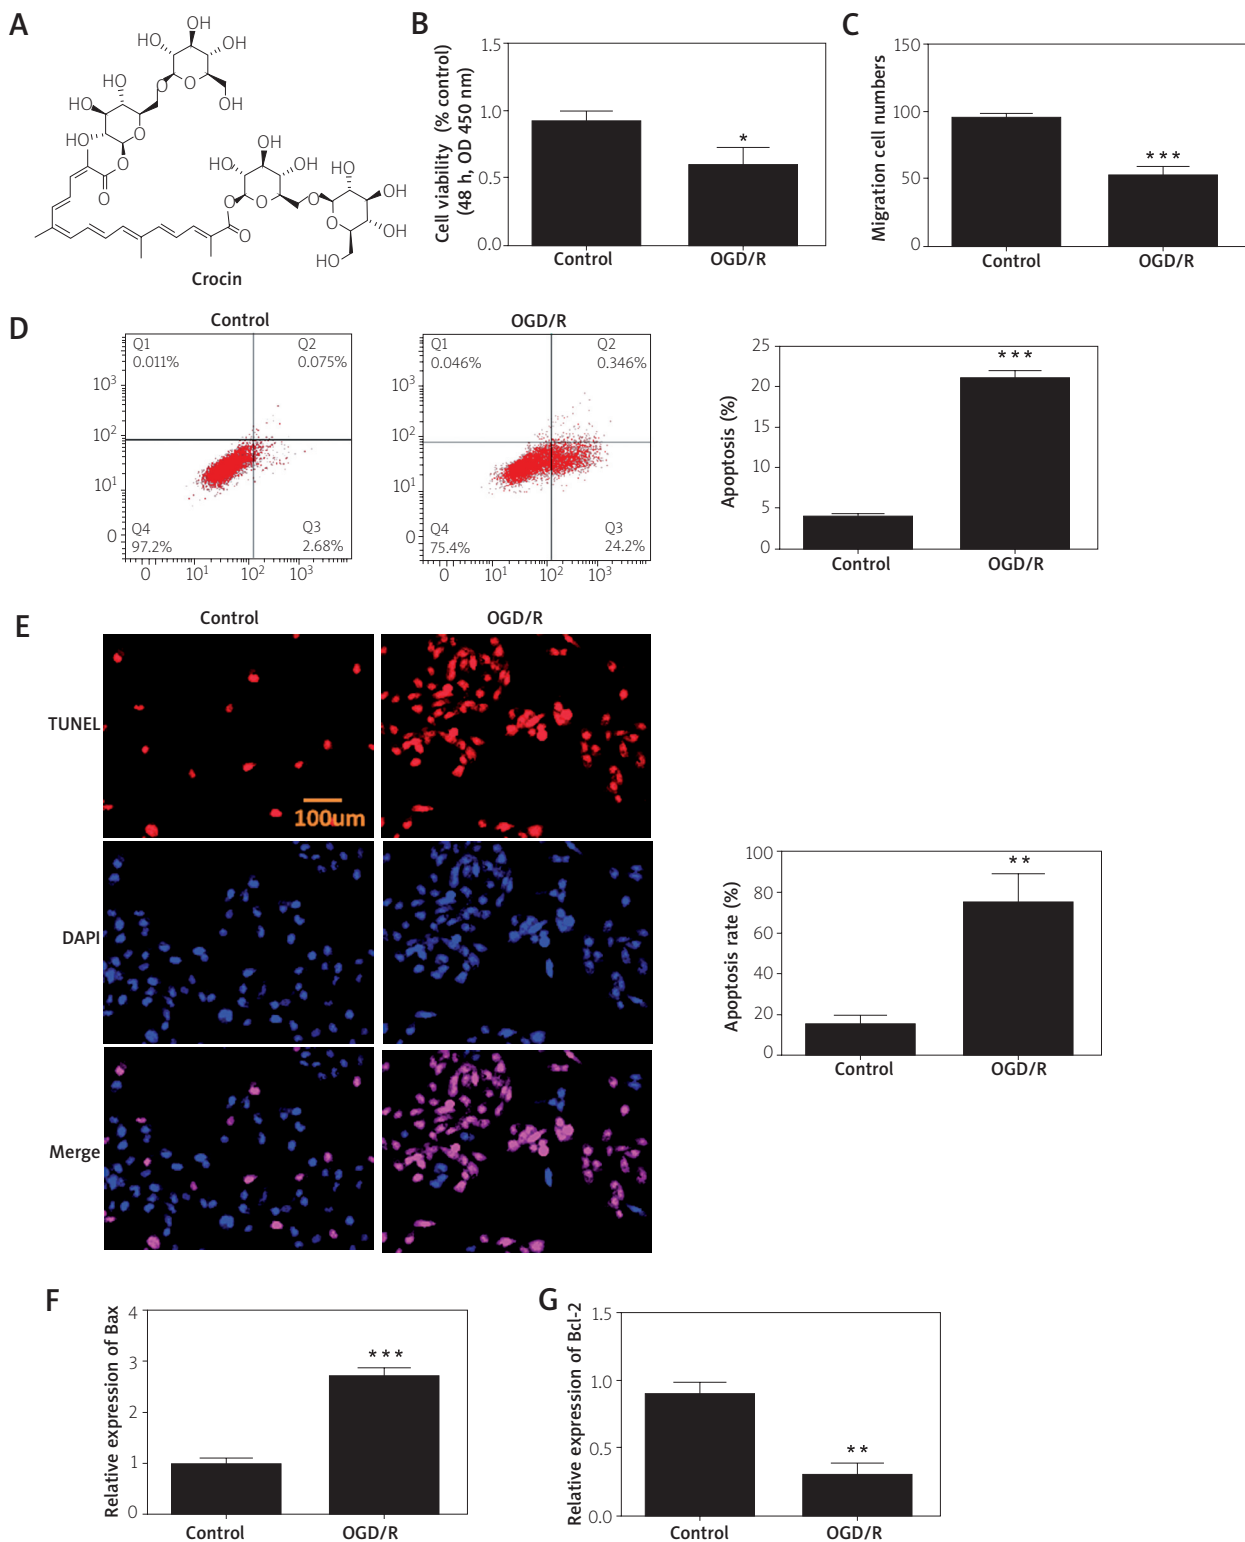 A
OH
HO
OH
OH
O
O
OH
OH
HO
O
OH
O
O
OH
OH
HO
OH
OH
O
O
O
O
OH
OH
OH
O
HO
Crocin
B
Cell viability (% control)
(48 h, OD 450 nm)
1.5
1.0
0.5
0.0
*
Control
OGD/R
C
Migration cell numbers
150
100
50
0
***
Control
OGD/R
D
Control
Q1
0.011%
Q2
0.075%
Q4
97.2%
Q3
2.68%
10³
10²
10¹
0
0
10¹
10²
10³
OGD/R
Q1
0.046%
Q2
0.346%
Q4
75.4%
Q3
24.2%
10³
10²
10¹
0
0
10¹
10²
10³
Apoptosis (%)
25
20
15
10
5
0
***
Control
OGD/R
E
Control
OGD/R
TUNEL
100um
DAPI
Merge
Apoptosis rate (%)
100
80
60
40
20
0
**
Control
OGD/R
F
Relative expression of Bax
4
3
2
1
0
***
Control
OGD/R
G
Relative expression of Bcl-2
1.5
1.0
0.5
0.0
**
Control
OGD/R